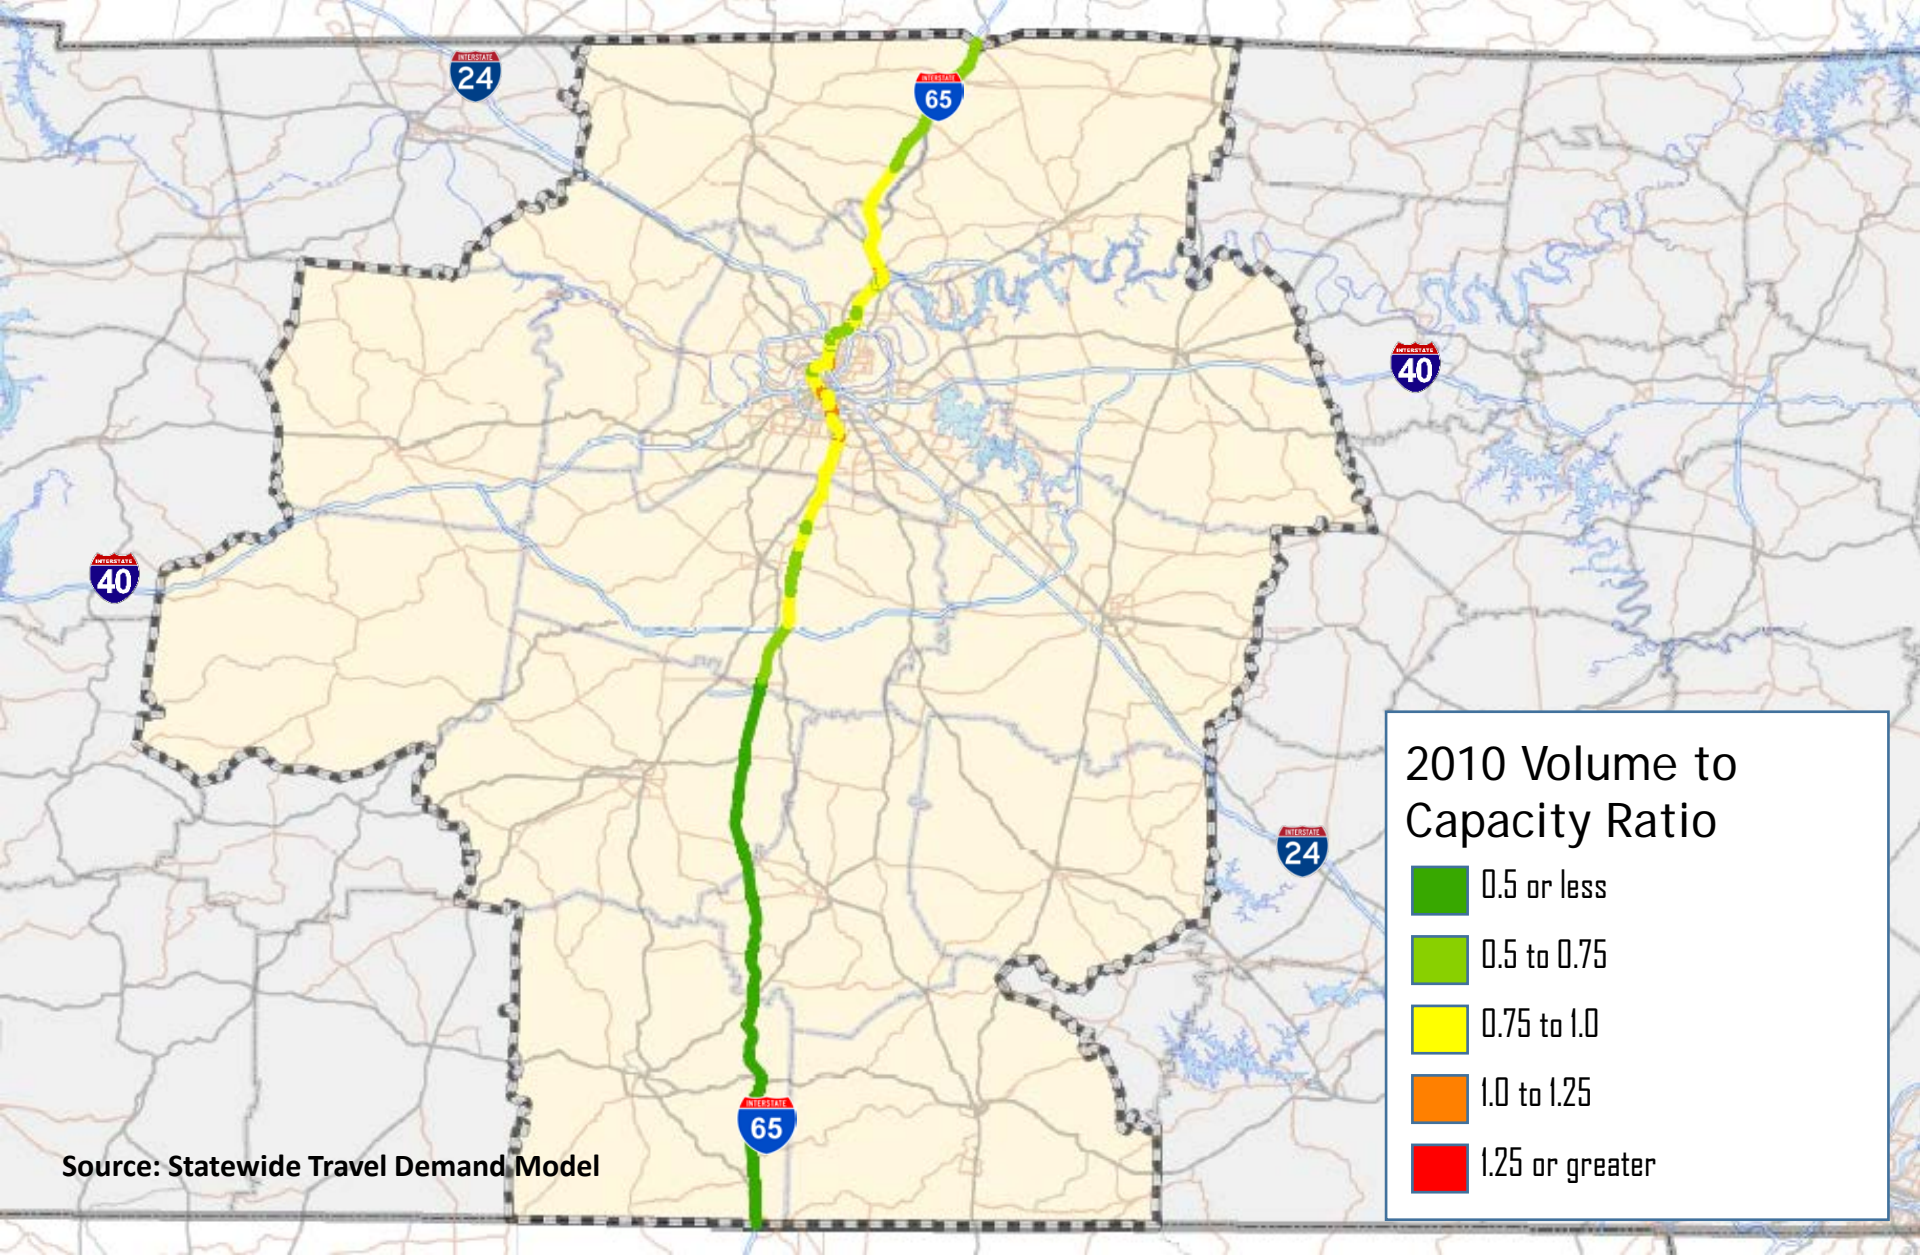 INTERSTATE
24
INTERSTATE
65
INTERSTATE
40
INTERSTATE
40
2010 Volume to
Capacity Ratio
0.5 or less
0.5 to 0.75
0.75 to 1.0
1.0 to 1.25
1.25 or greater
INTERSTATE
24
INTERSTATE
65
Source: Statewide Travel Demand Model